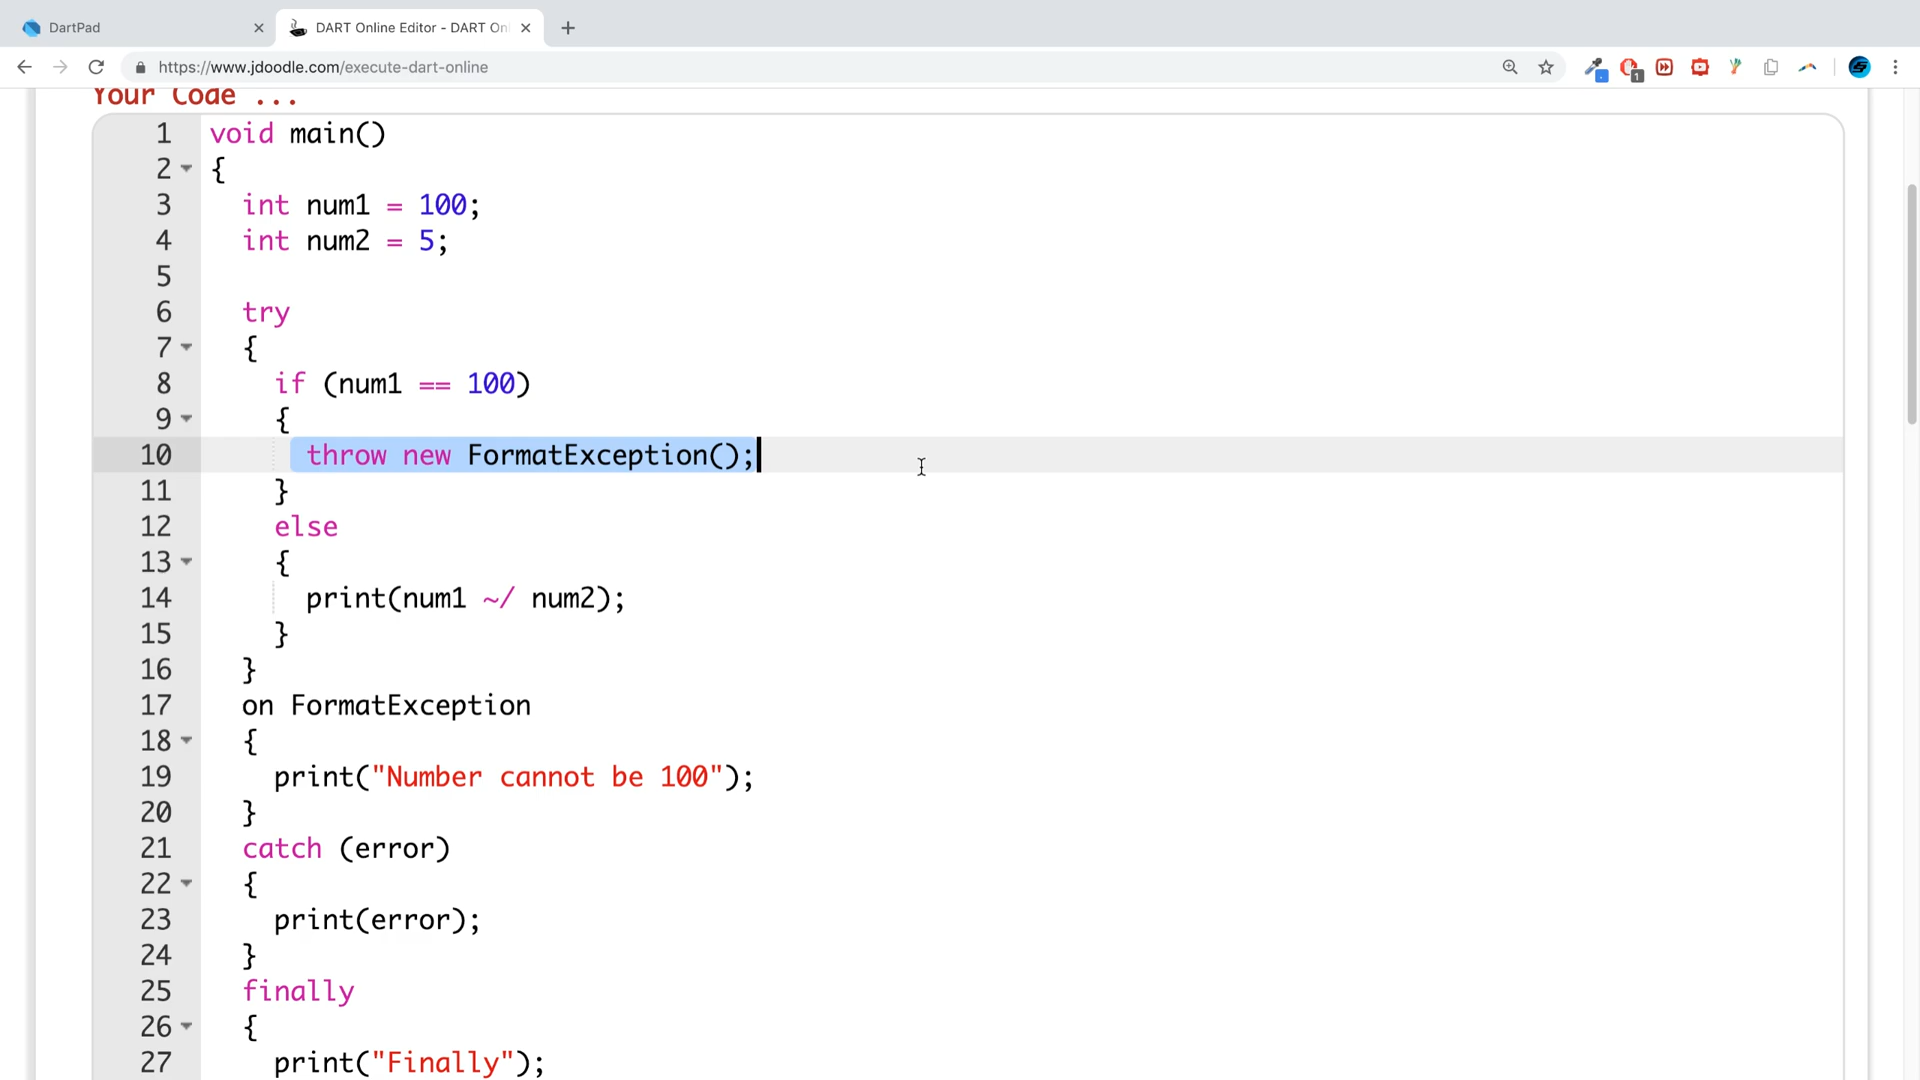 DartPad
DART Online Editor - DART On
https://www.jdoodle.com/execute-dart-online
1
Your Code ...
1 void main()
2 {
3 int num1 = 100;
4 int num2 = 5;
5
6 try
7 {
8 if (num1 == 100)
9 {
10 throw new FormatException();
11 }
12 else
13 {
14 print(num1 ~/ num2);
15 }
16 }
17 on FormatException
18 {
19 print("Number cannot be 100");
20 }
21 catch (error)
22 {
23 print(error);
24 }
25 finally
26 {
27 print("Finally");